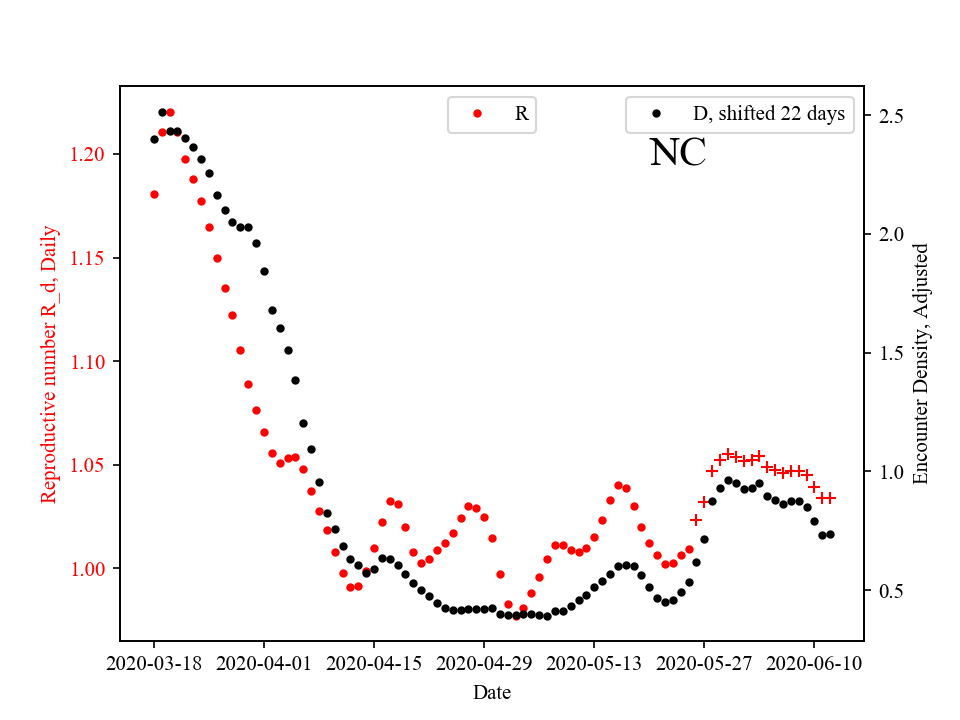 R
D, shifted 22 days
NC
Reproductive number R_d, Daily
1.20
1.15
1.10
1.05
1.00
2.5
2.0
1.5
1.0
0.5
Encounter Density, Adjusted
2020-03-18 2020-04-01 2020-04-15 2020-04-29 2020-05-13 2020-05-27 2020-06-10
Date